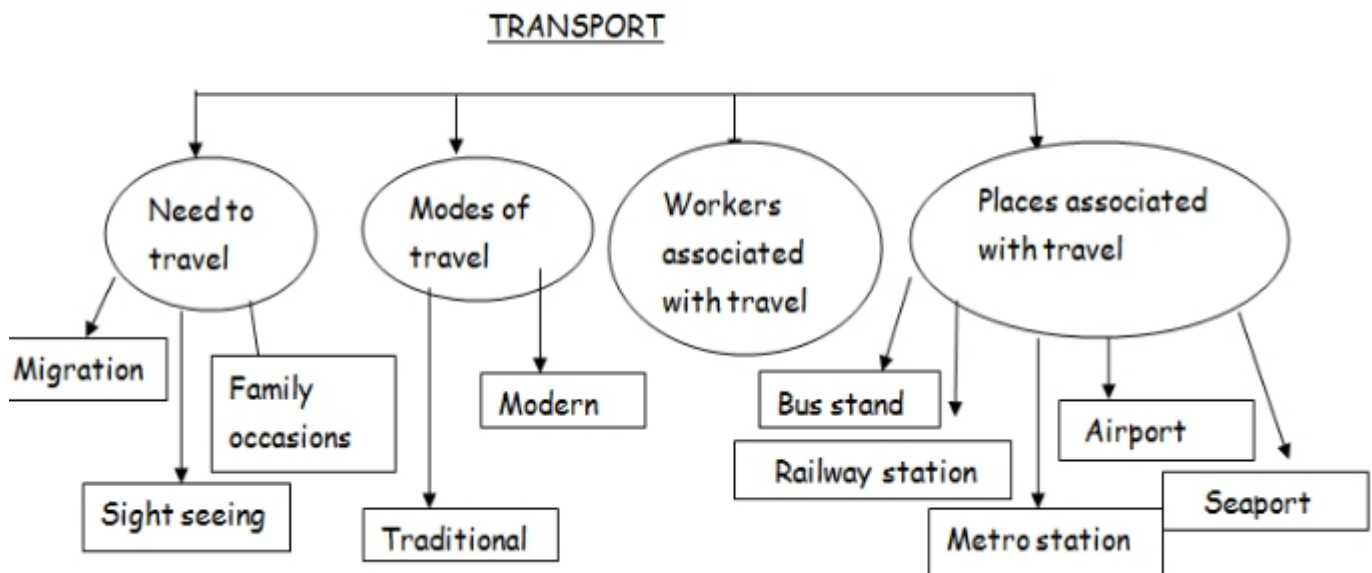 TRANSPORT
Need to
travel
Modes of
travel
Workers
associated
with travel
Places associated
with travel
Migration
Family
occasions
Sight seeing
Modern
Traditional
Bus stand
Railway station
Airport
Metro station
Seaport